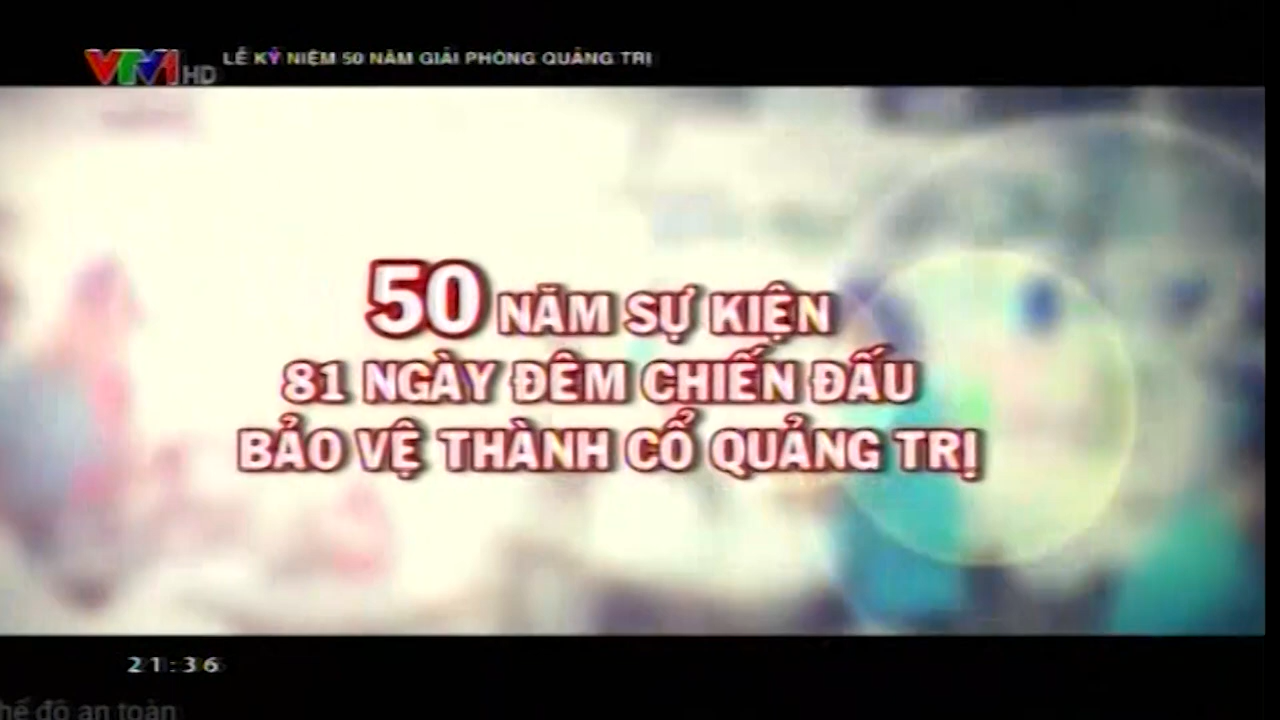 VTV1 HD
LỄ KỶ NIỆM 50 NĂM GIẢI PHÓNG QUẢNG TRỊ
50 NĂM SỰ KIỆN
81 NGÀY ĐÊM CHIẾN ĐẤU
BẢO VỆ THÀNH CỔ QUẢNG TRỊ
21:36
hế độ an toàn